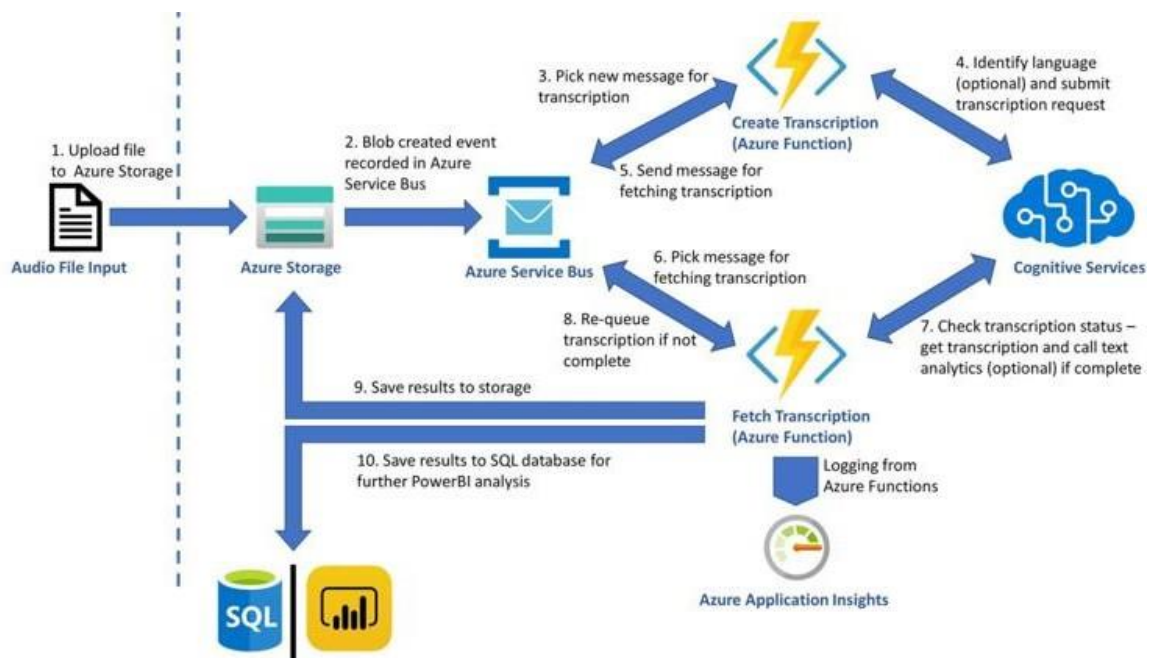 1. Upload file
to Azure Storage
Audio File Input
Azure Storage
2. Blob created event
recorded in Azure
Service Bus
Azure Service Bus
3. Pick new message for
transcription
Create Transcription
(Azure Function)
4. Identify language
(optional) and submit
transcription request
5. Send message for
fetching transcription
Cognitive Services
6. Pick message for
fetching transcription
7. Check transcription status –
get transcription and call text
analytics (optional) if complete
8. Re-queue
transcription if not
complete
Fetch Transcription
(Azure Function)
9. Save results to storage
10. Save results to SQL database for
further PowerBI analysis
Logging from
Azure Functions
Azure Application Insights
SQL